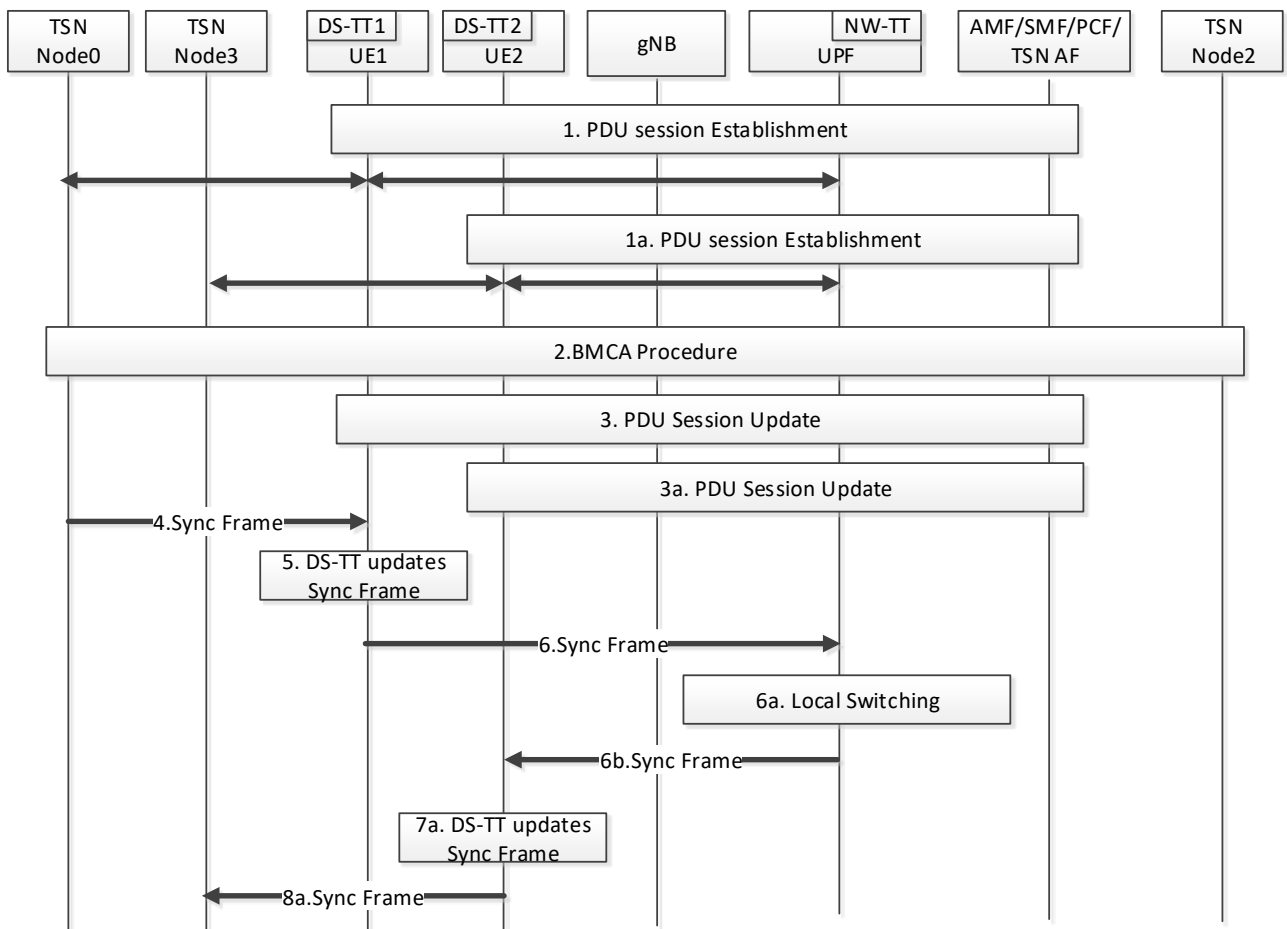 TSN
Node0
TSN
Node3
DS-TT1
UE1
DS-TT2
UE2
gNB
NW-TT
UPF
AMF/SMF/PCF/
TSN AF
TSN
Node2
1. PDU session Establishment
1a. PDU session Establishment
2.BMCA Procedure
3. PDU Session Update
3a. PDU Session Update
4.Sync Frame
5. DS-TT updates
Sync Frame
6.Sync Frame
6a. Local Switching
6b.Sync Frame
7a. DS-TT updates
Sync Frame
8a.Sync Frame